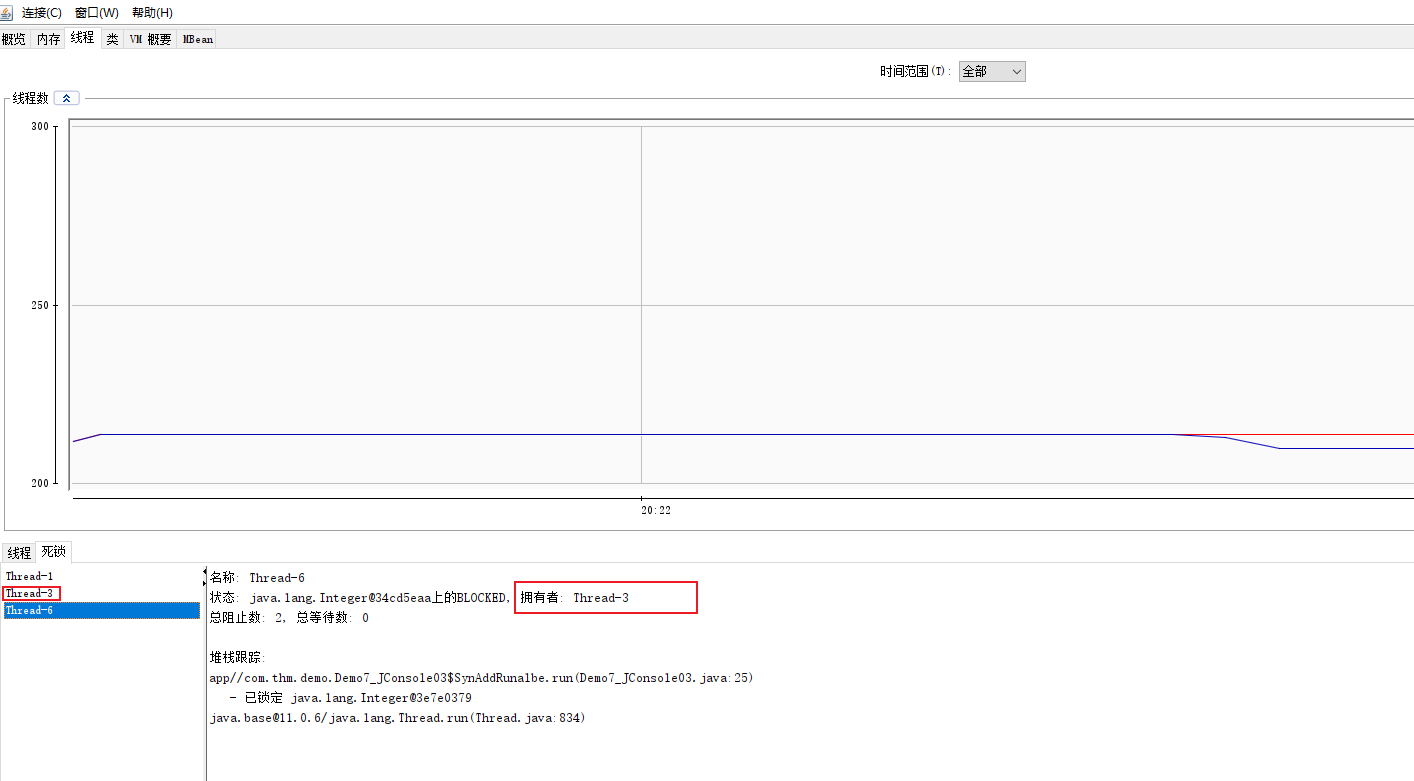 连接(C) 窗口(W) 帮助(H)
概览 内存 线程 类 VM 概要 MBean
时间范围(T): 全部
线程数
300
250
200
20:22
线程 死锁
Thread-1
Thread-3
Thread-6
名称: Thread-6
状态: java.lang.Integer@34cd5eaa上的BLOCKED, 拥有者: Thread-3
总阻止数: 2, 总等待数: 0
堆栈跟踪:
app//com.thm.demo.Demo7_JConsole03$SynAddRunalbe.run(Demo7_JConsole03.java:25)
- 已锁定 java.lang.Integer@3e7e0379
java.base@11.0.6/java.lang.Thread.run(Thread.java:834)